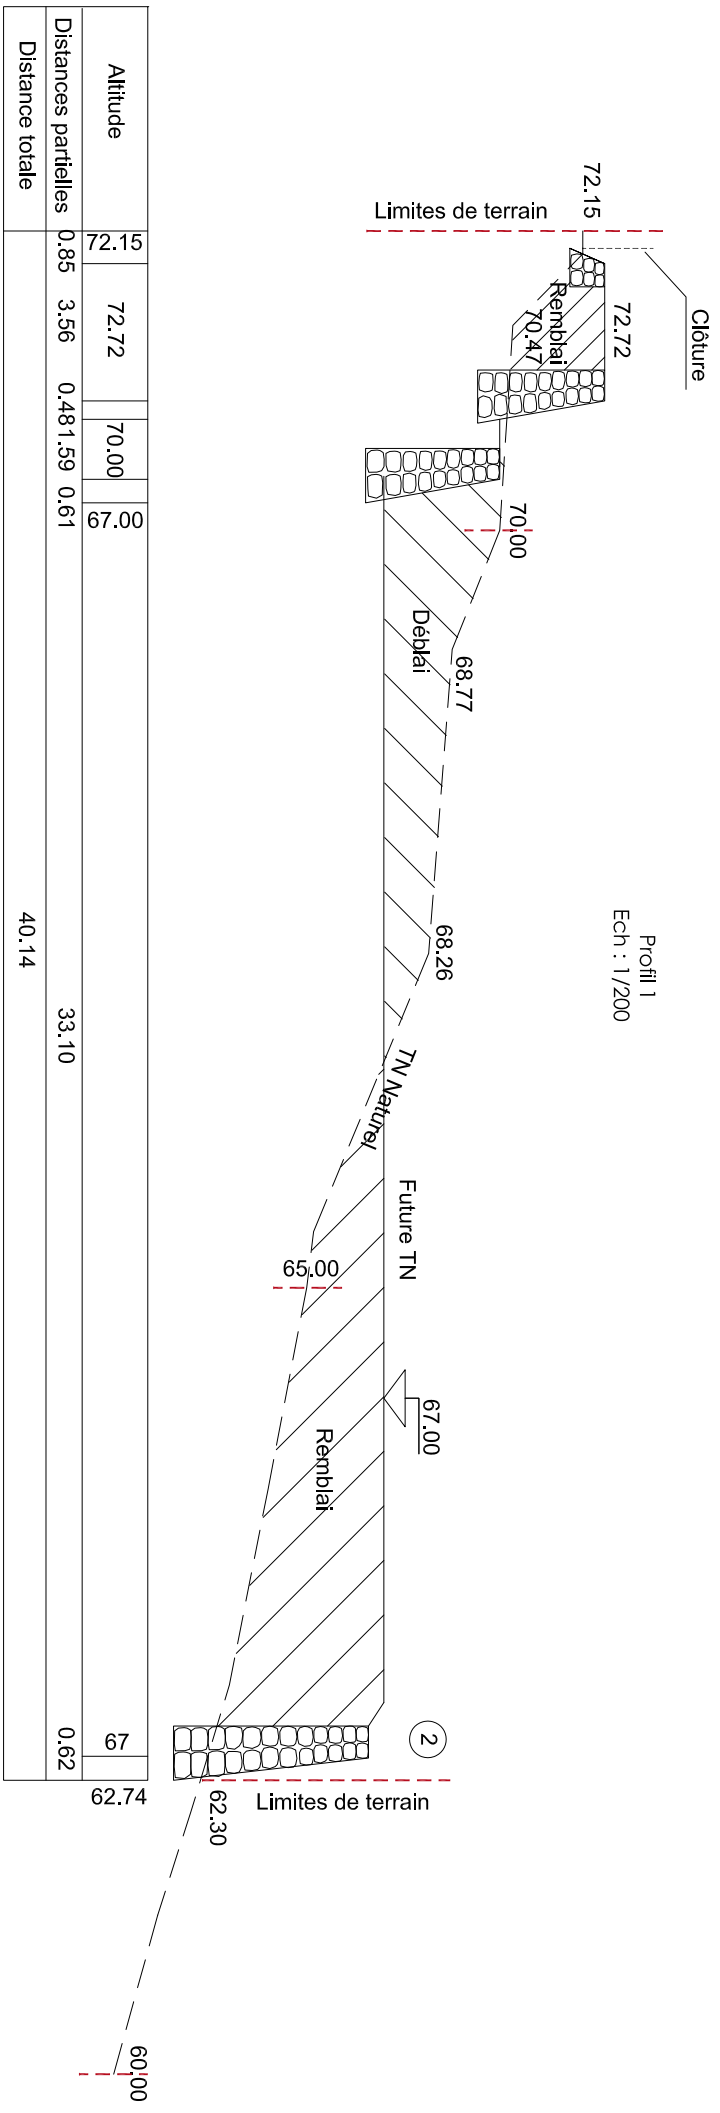 Profil 1
Ech : 1/200
Clôture
72.15
Limites de terrain
72.72
Remblai
70.47
70.00
Déblai
68.77
68.26
TN Naturel
Future TN
65.00
67.00
Remblai
2
Limites de terrain
62.30
60.00
Altitude 72.15 72.72 70.00 67.00 67 62.74
Distances partielles 0.85 3.56 0.48 1.59 0.61 33.10 0.62
Distance totale 40.14